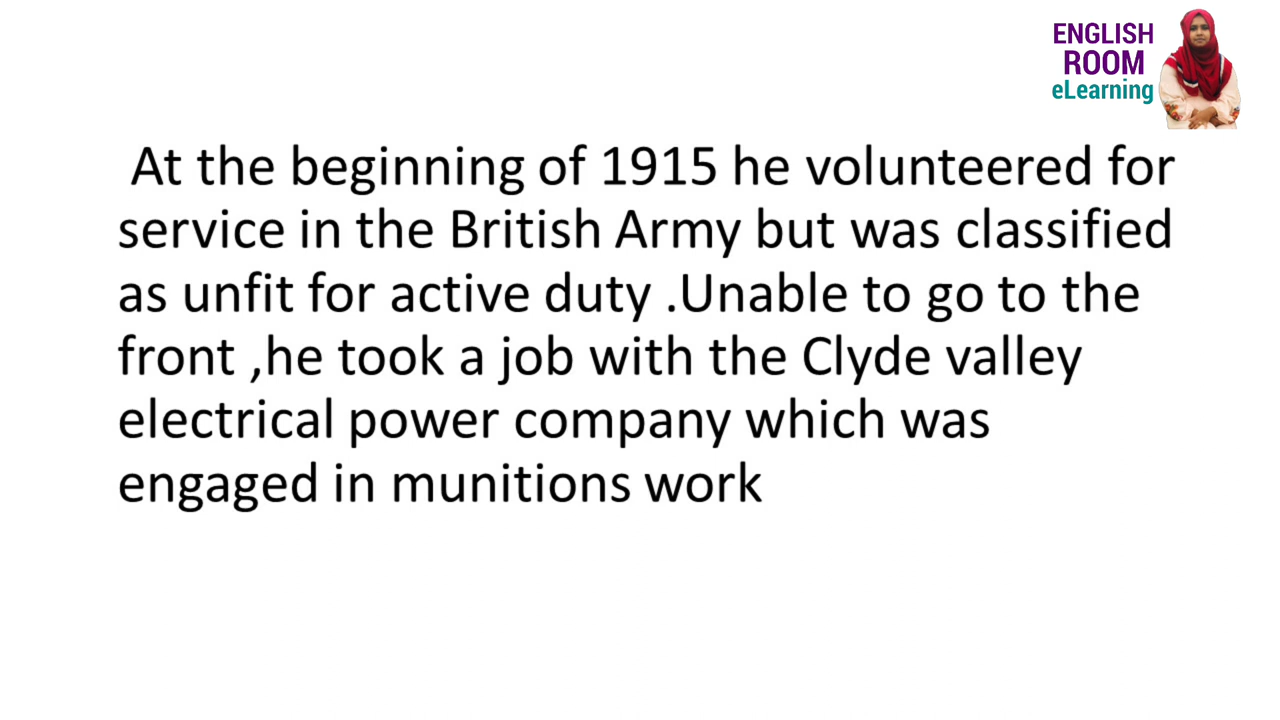 ENGLISH
ROOM
eLearning
At the beginning of 1915 he volunteered for
service in the British Army but was classified
as unfit for active duty .Unable to go to the
front ,he took a job with the Clyde valley
electrical power company which was
engaged in munitions work